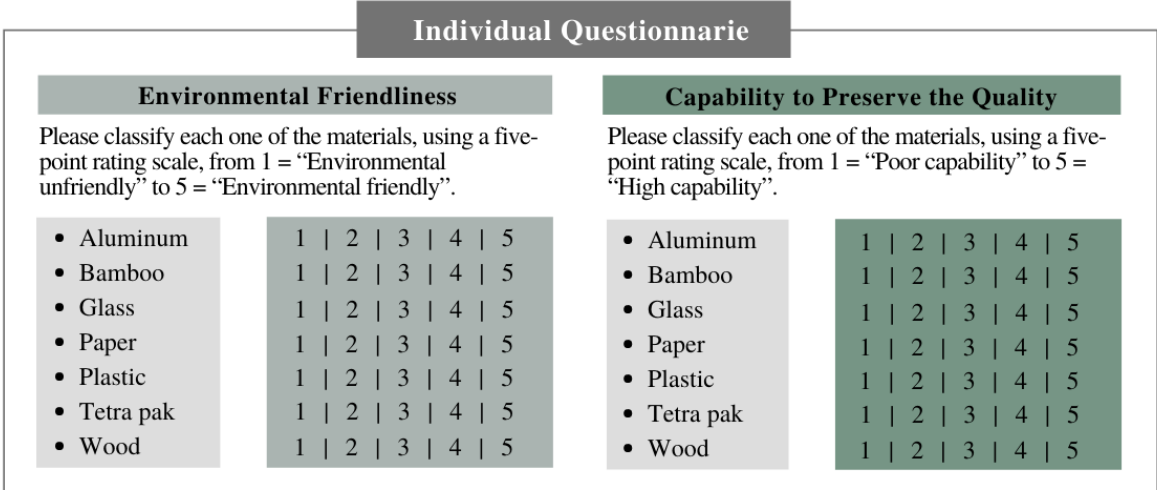 Individual Questionnarie
Environmental Friendliness
Please classify each one of the materials, using a five-
point rating scale, from 1 = “Environmental
unfriendly” to 5 = “Environmental friendly”.
• Aluminum 1 | 2 | 3 | 4 | 5
• Bamboo 1 | 2 | 3 | 4 | 5
• Glass 1 | 2 | 3 | 4 | 5
• Paper 1 | 2 | 3 | 4 | 5
• Plastic 1 | 2 | 3 | 4 | 5
• Tetra pak 1 | 2 | 3 | 4 | 5
• Wood 1 | 2 | 3 | 4 | 5
Capability to Preserve the Quality
Please classify each one of the materials, using a five-
point rating scale, from 1 = “Poor capability” to 5 =
“High capability”.
• Aluminum 1 | 2 | 3 | 4 | 5
• Bamboo 1 | 2 | 3 | 4 | 5
• Glass 1 | 2 | 3 | 4 | 5
• Paper 1 | 2 | 3 | 4 | 5
• Plastic 1 | 2 | 3 | 4 | 5
• Tetra pak 1 | 2 | 3 | 4 | 5
• Wood 1 | 2 | 3 | 4 | 5